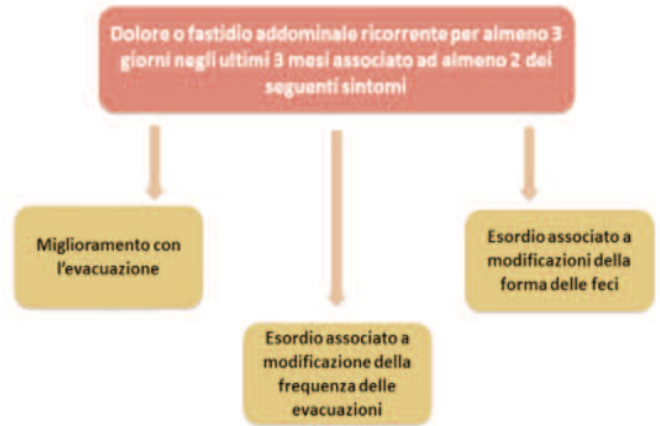 Dolore o fastidio addominale ricorrente per almeno 3
giorni negli ultimi 3 mesi associato ad almeno 2 dei
seguenti sintomi
Miglioramento con
l'evacuazione
Esordio associato a
modificazione della
frequenza delle
evacuazioni
Esordio associato a
modificazioni della
forma delle feci